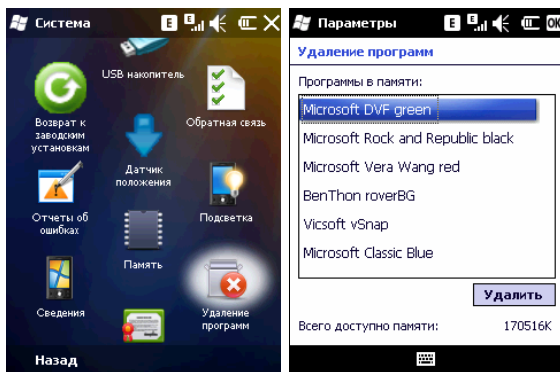 Система
E
E
USB накопитель
Возврат к
заводским
установкам
Обратная связь
Датчик
положения
Отчеты об
ошибках
Подсветка
Память
Сведения
Удаление
программ
Назад
Параметры
E
E
OK
Удаление программ
Программы в памяти:
Microsoft DVF green
Microsoft Rock and Republic black
Microsoft Vera Wang red
BenThon roverBG
Vicsoft vSnap
Microsoft Classic Blue
Удалить
Всего доступно памяти: 170516K